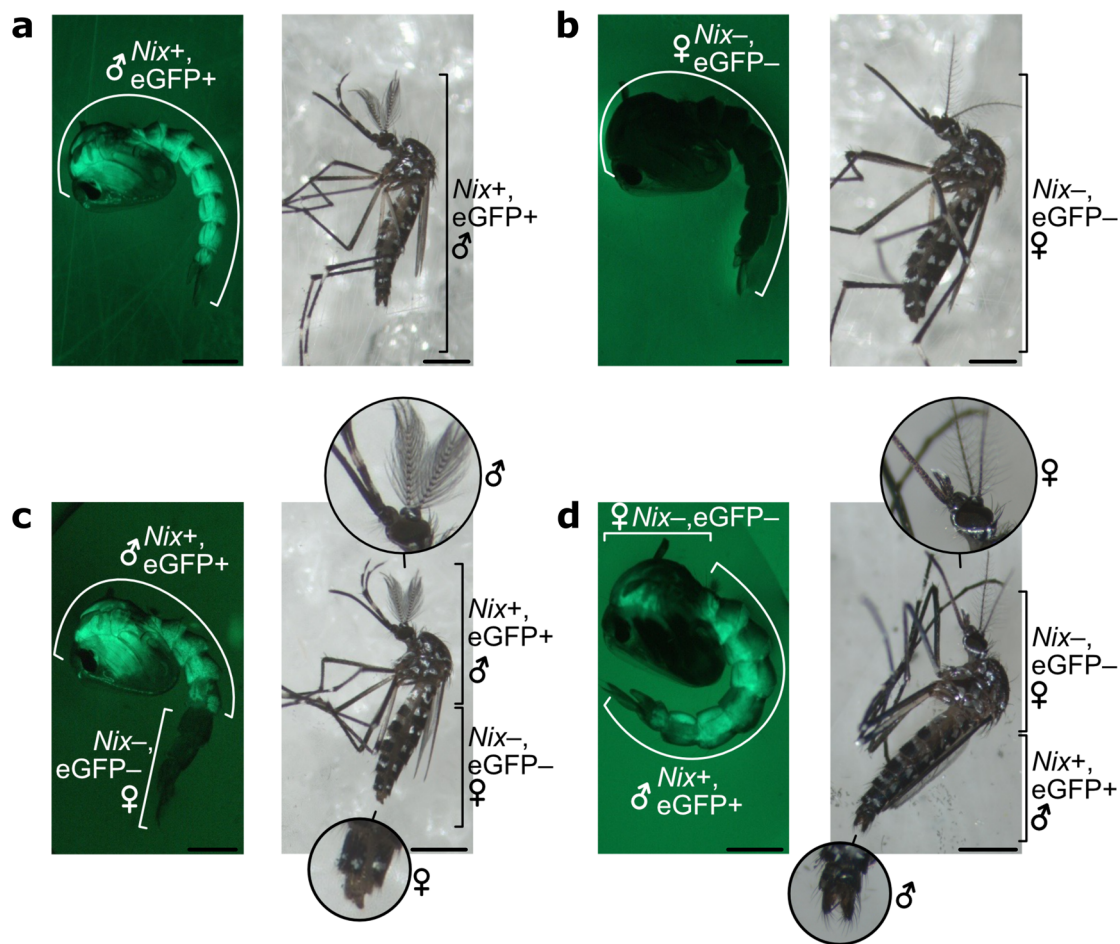 a
♂ Nix+,
eGFP+
Nix+,
eGFP+
♂
b
♀ Nix–,
eGFP–
Nix–,
eGFP–
♀
c
♂ Nix+,
eGFP+
Nix–,
eGFP–
♀
♂
Nix+,
eGFP+
♂
Nix–,
eGFP–
♀
♀
d
♀ Nix–,eGFP–
♂ Nix+,
eGFP+
♀
Nix–,
eGFP–
♀
Nix+,
eGFP+
♂
♂